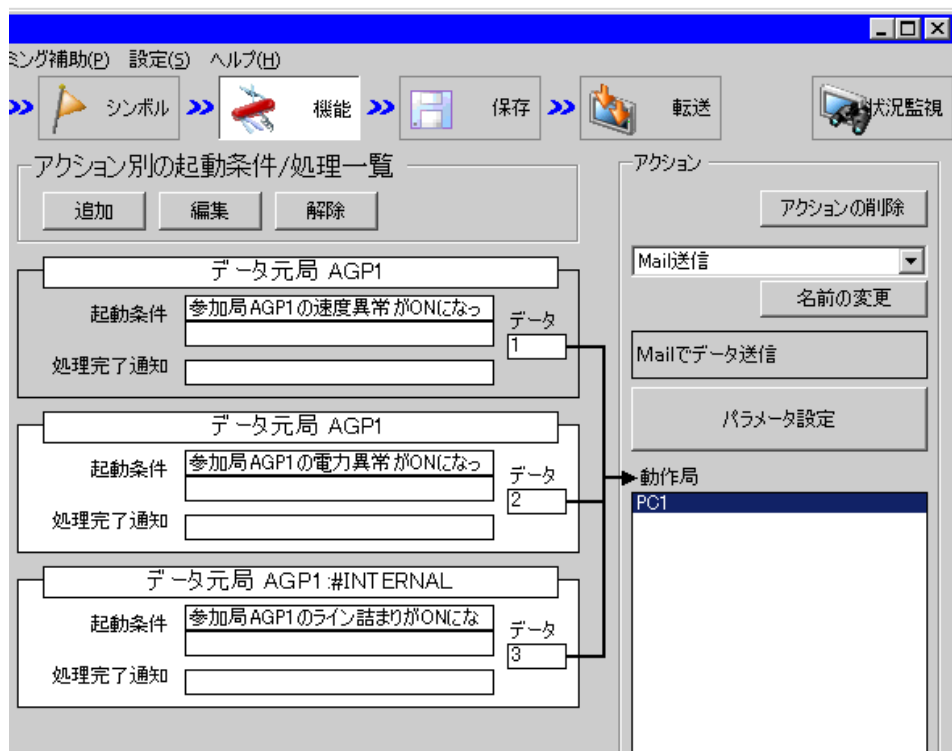 ミング補助(P) 設定(S) ヘルプ(H)
シンボル 機能 保存 転送 状況監視
アクション別の起動条件/処理一覧
追加 編集 解除
データ元局 AGP1
起動条件 参加局AGP1の速度異常がONになっ
データ
1
処理完了通知
データ元局 AGP1
起動条件 参加局AGP1の電力異常がONになっ
データ
2
処理完了通知
データ元局 AGP1:#INTERNAL
起動条件 参加局AGP1のライン詰まりがONにな
データ
3
処理完了通知
アクション
アクションの削除
Mail送信
名前の変更
Mailでデータ送信
パラメータ設定
動作局
PC1